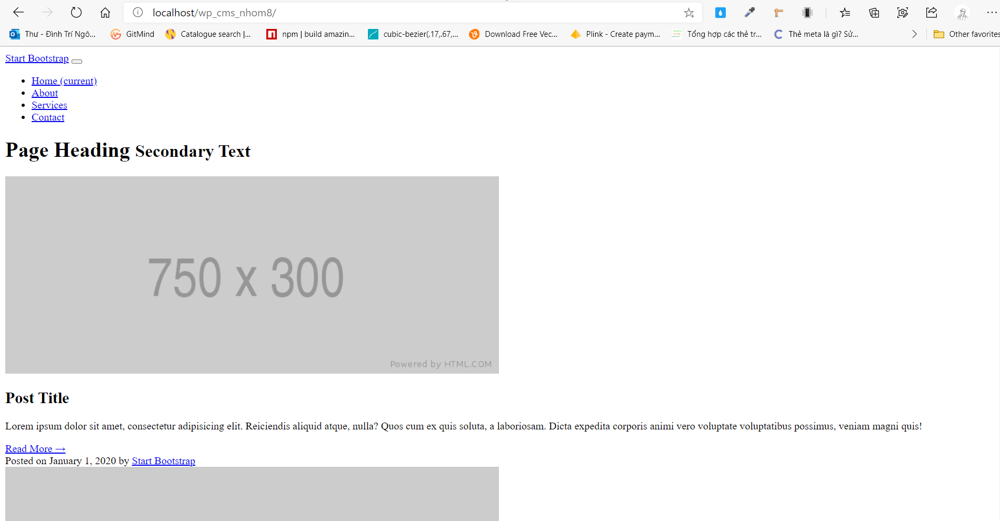 localhost/wp_cms_nhom8/
Thư - Đình Trí Ngô... GitMind Catalogue search |... npm | build amazin... cubic-bezier(.17,.67,... Download Free Vec... Plink - Create paym... Tổng hợp các thẻ tr... Thẻ meta là gì? Sử... Other favorites
Start Bootstrap
Home (current)
About
Services
Contact
Page Heading Secondary Text
750 x 300
Powered by HTML.COM
Post Title
Lorem ipsum dolor sit amet, consectetur adipisicing elit. Reiciendis aliquid atque, nulla? Quos cum ex quis soluta, a laboriosam. Dicta expedita corporis animi vero voluptate voluptatibus possimus, veniam magni quis!
Read More →
Posted on January 1, 2020 by Start Bootstrap